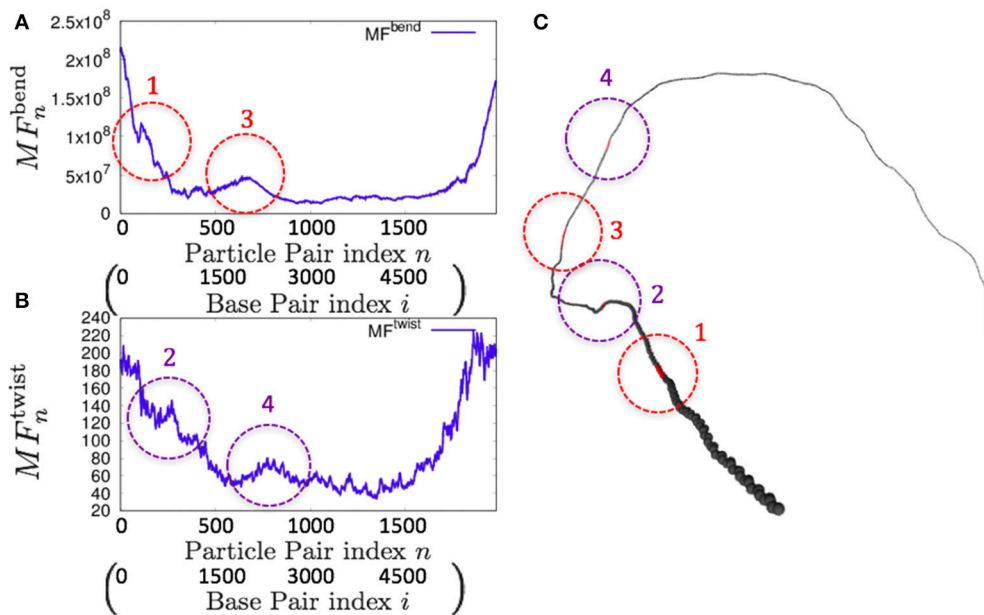 A
MF^bend
MF_n^bend
2.5x10^8
2x10^8
1.5x10^8
1x10^8
5x10^7
0
1
3
0 500 1000 1500
Particle Pair index n
( 0 1500 3000 4500 )
Base Pair index i
B
MF^twist
MF_n^twist
240
220
200
180
160
140
120
100
80
60
40
20
2
4
0 500 1000 1500
Particle Pair index n
( 0 1500 3000 4500 )
Base Pair index i
C
4
3
2
1